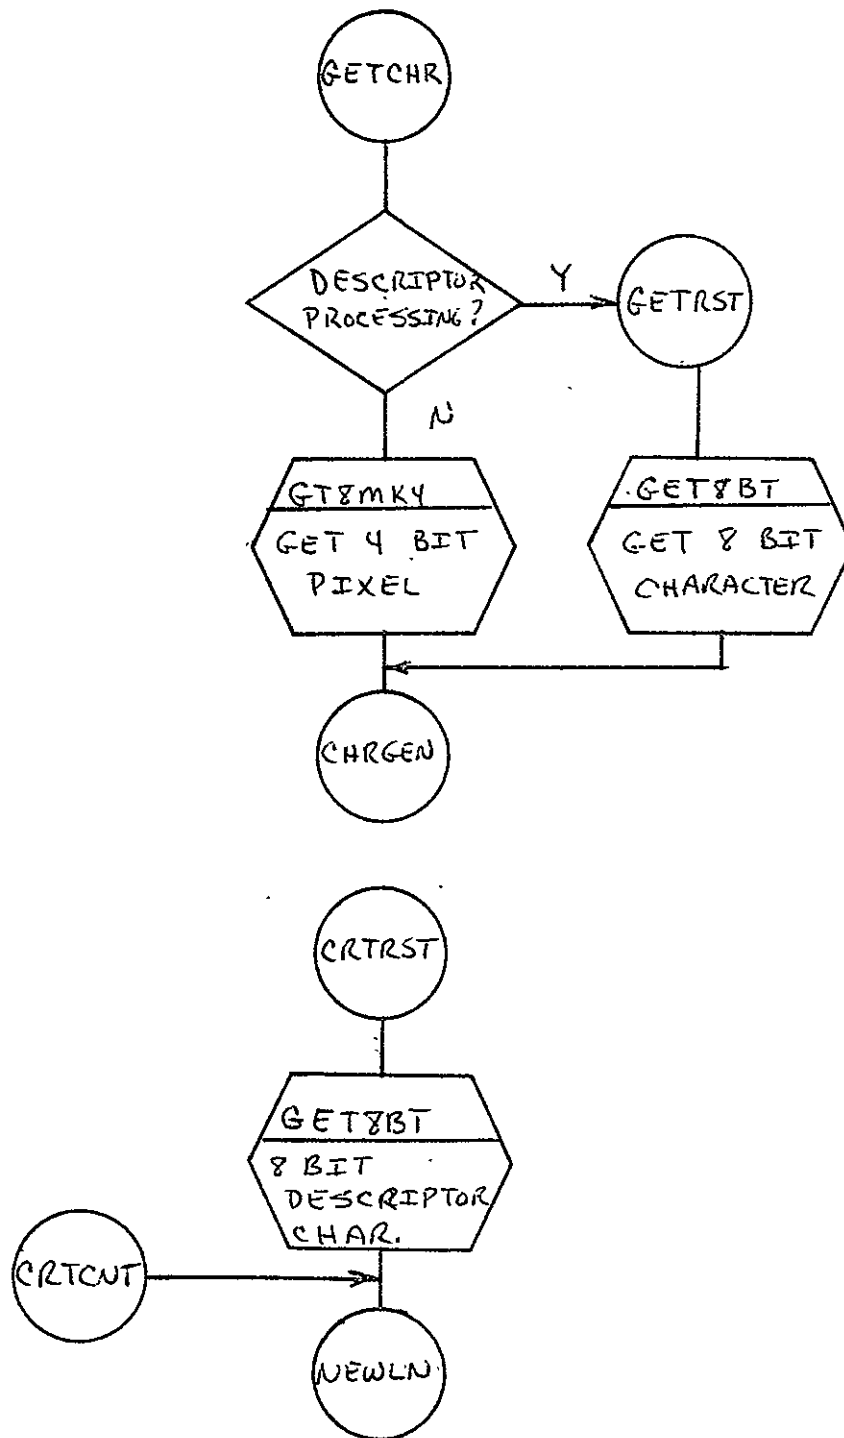 GETCHR
DESCRIPTOR
PROCESSING?
Y
GETRST
N
GT8MK4
GET 4 BIT
PIXEL
GET8BT
GET 8 BIT
CHARACTER
CHRGEN
CRTRST
GET8BT
8 BIT
DESCRIPTOR
CHAR.
CRTCNT
NEWLN